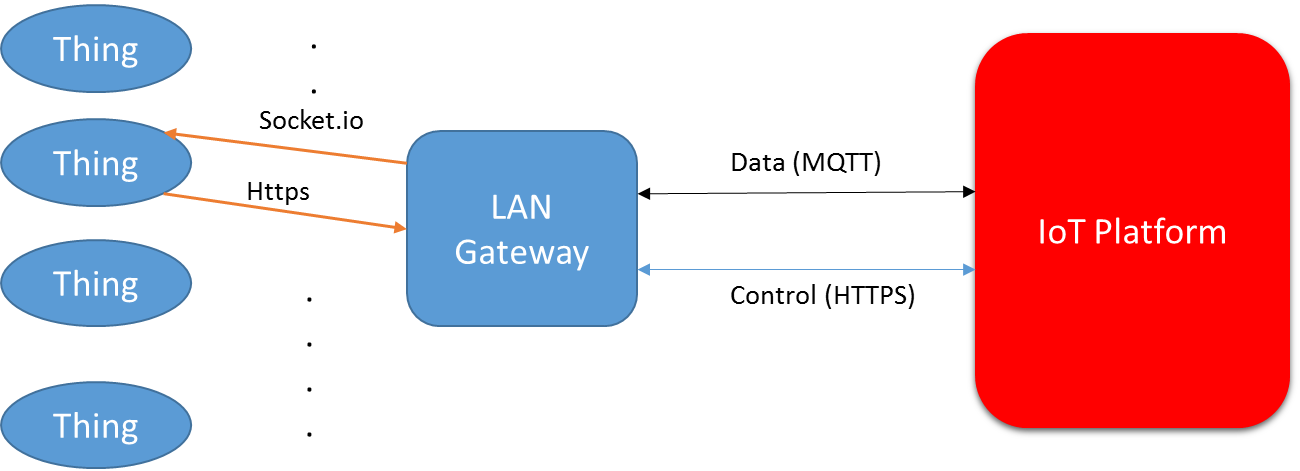 Thing
Socket.io
Thing
Https
LAN
Gateway
Data (MQTT)
IoT Platform
Control (HTTPS)
Thing
Thing